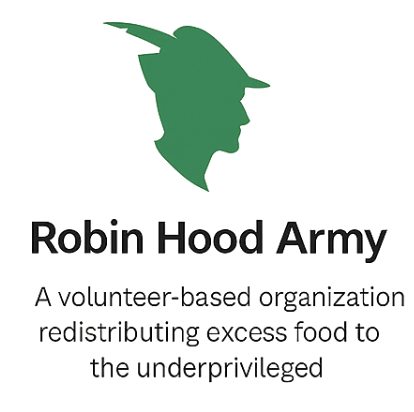 Robin Hood Army
A volunteer-based organization
redistributing excess food to
the underprivileged